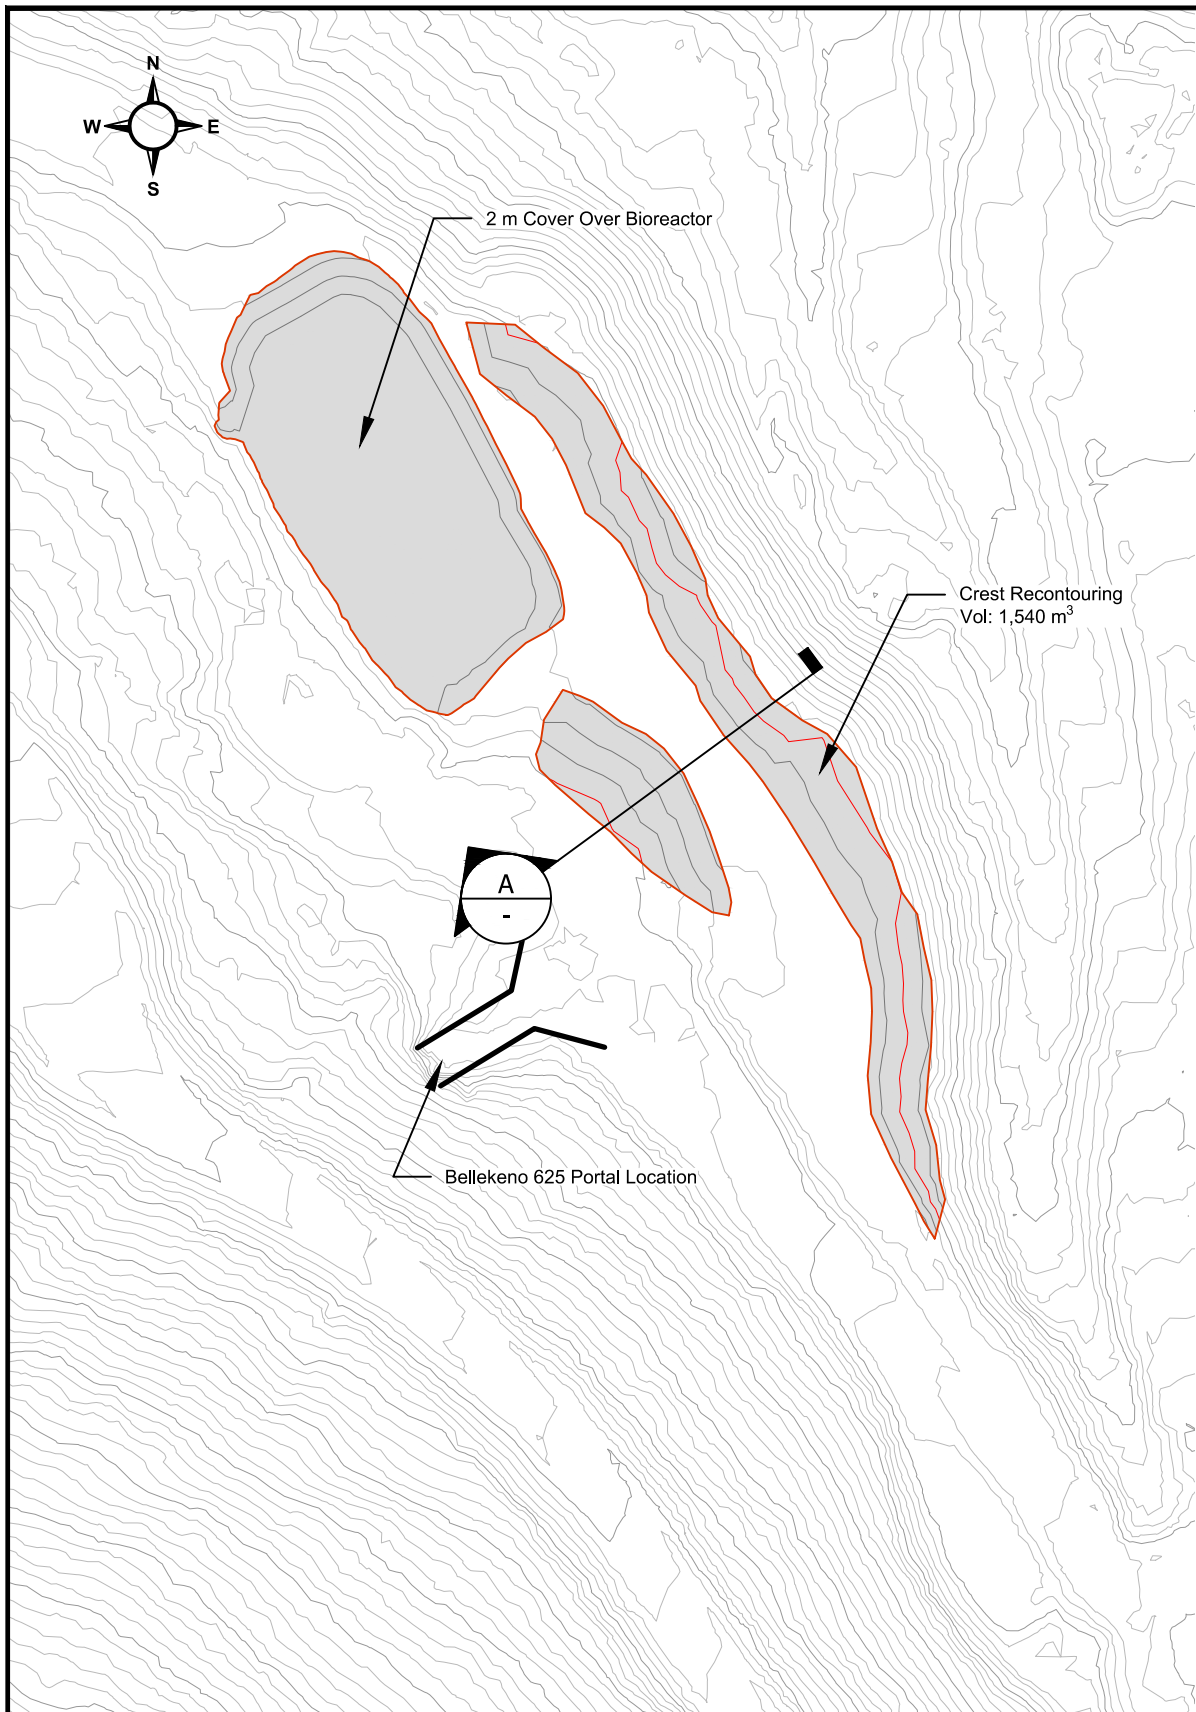 N
W E
S
2 m Cover Over Bioreactor
Crest Recontouring
Vol: 1,540 m³
A
-
Bellekeno 625 Portal Location